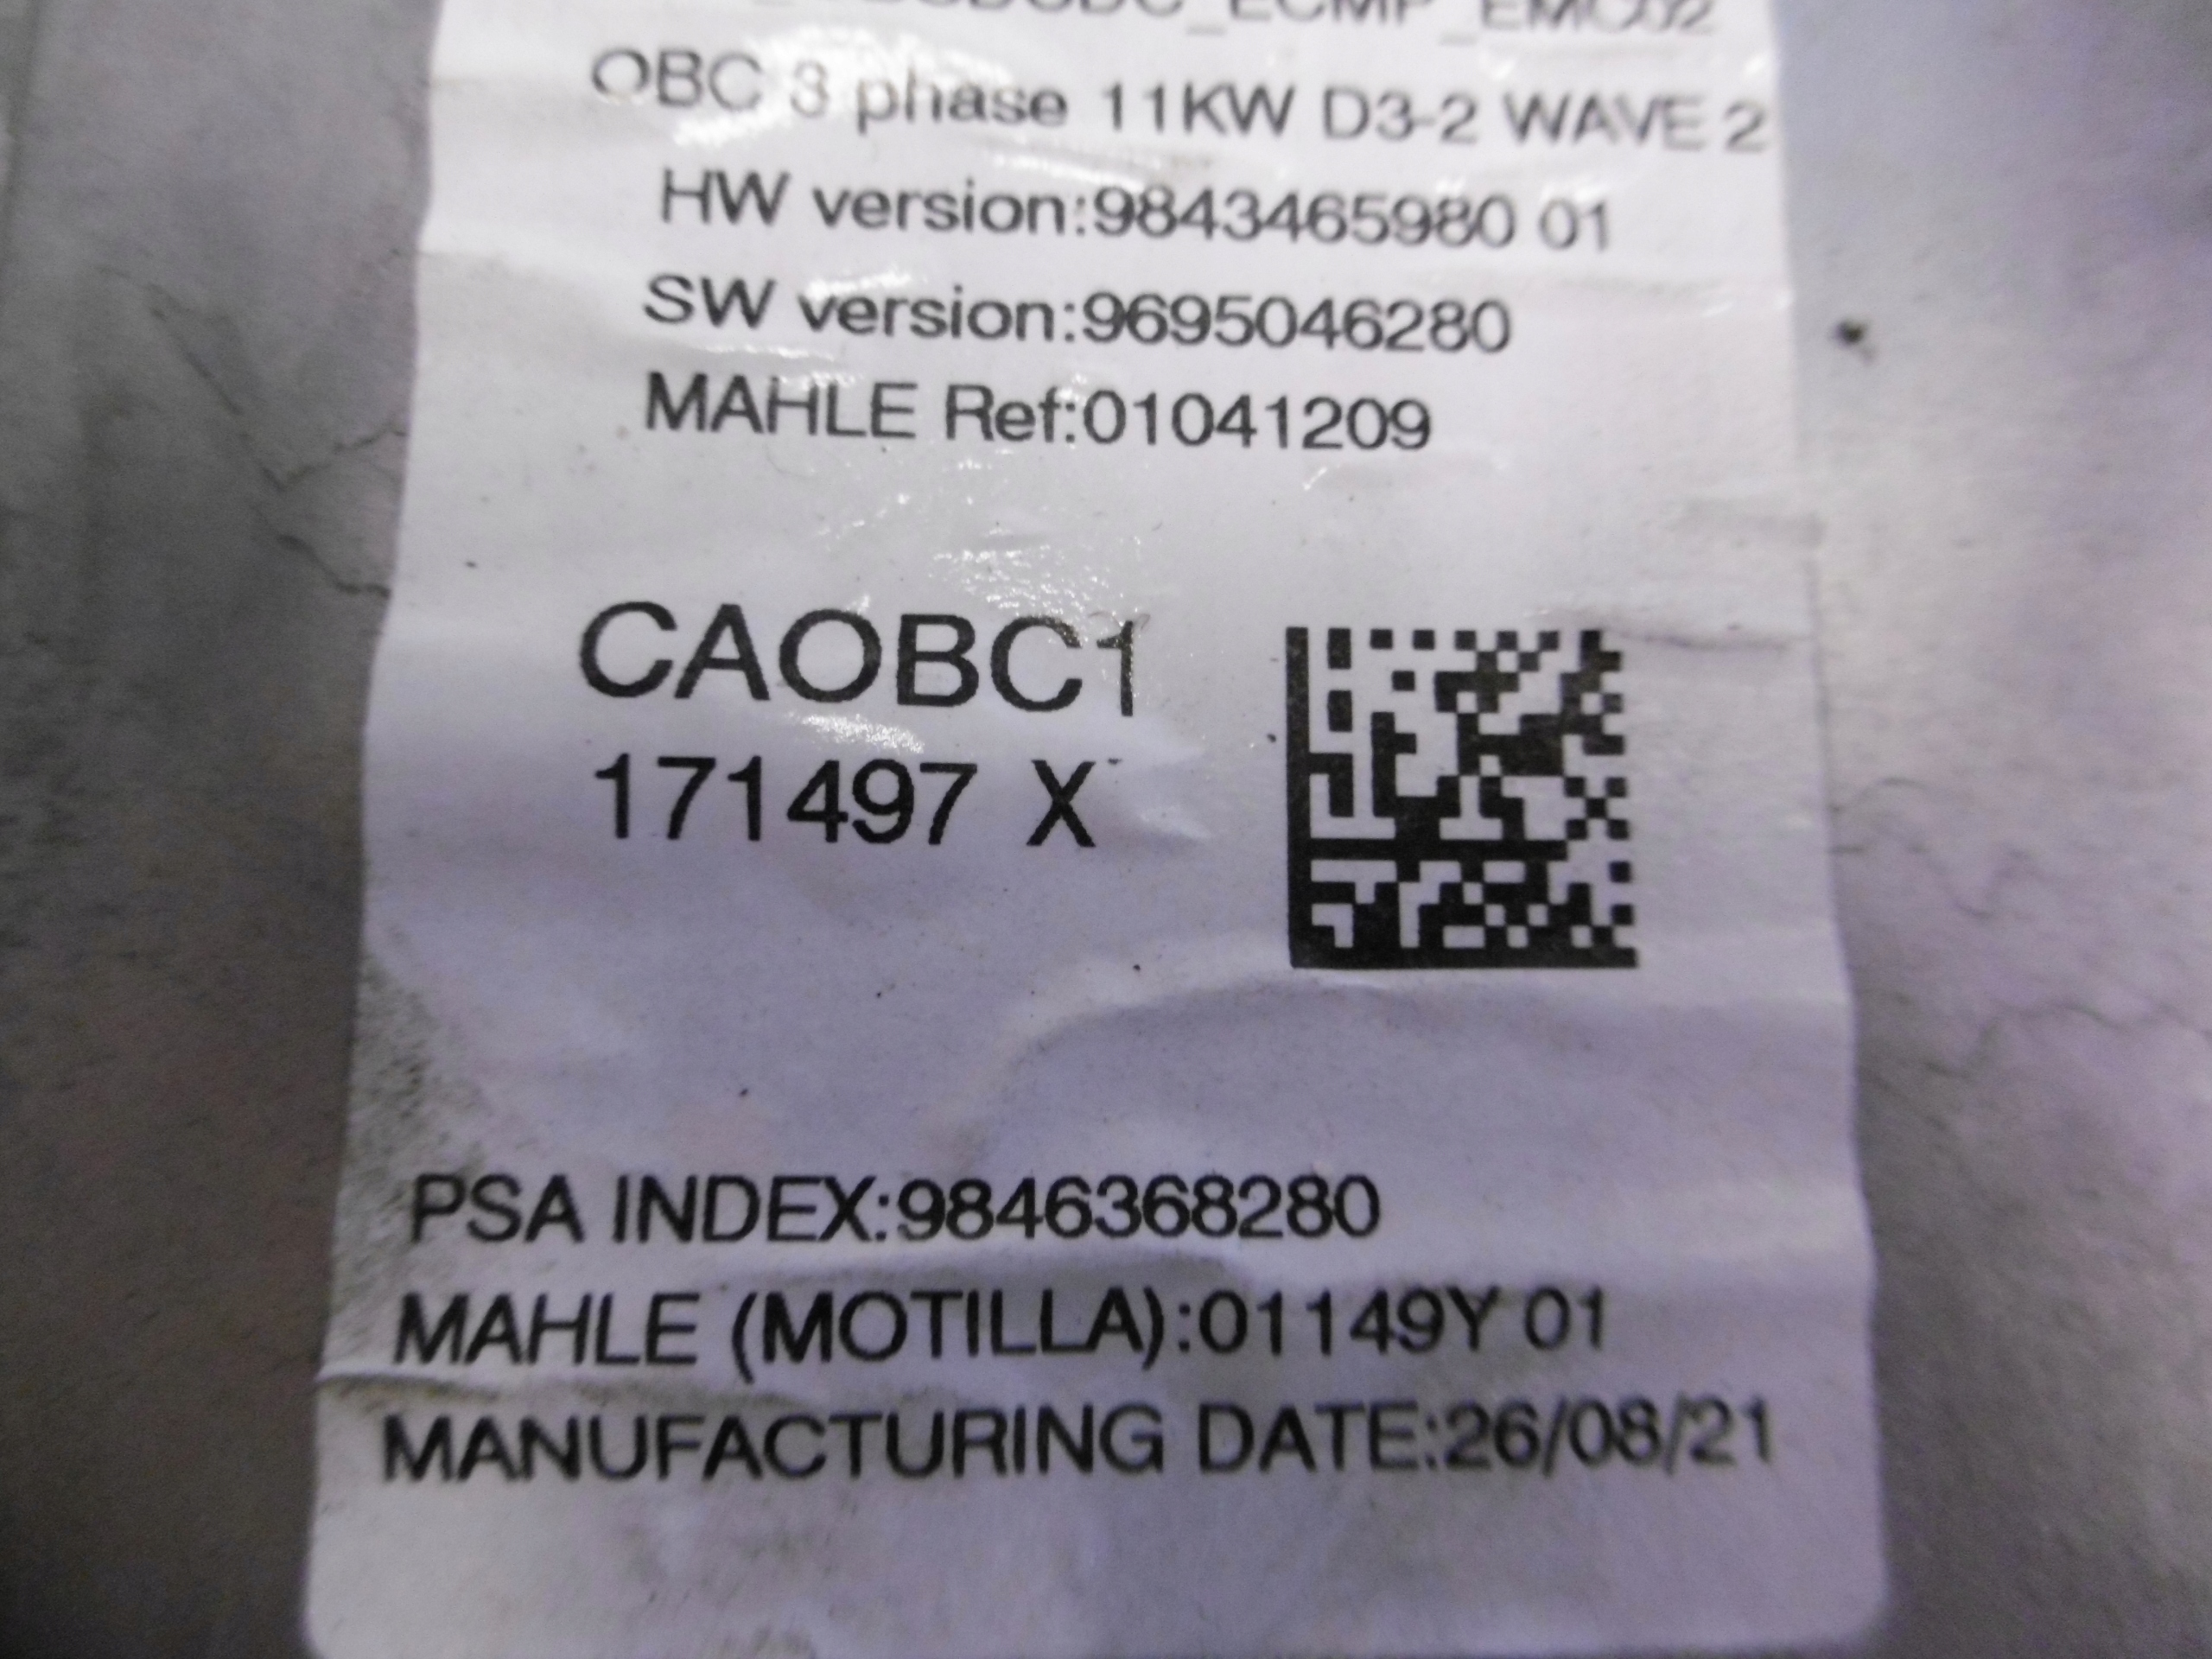 OBC 3 phase 11KW D3-2 WAVE 2
HW version:9843465980 01
SW version:9695046280
MAHLE Ref:01041209
CAOBC1
171497 X
PSA INDEX:9846368280
MAHLE (MOTILLA):01149Y 01
MANUFACTURING DATE:26/08/21